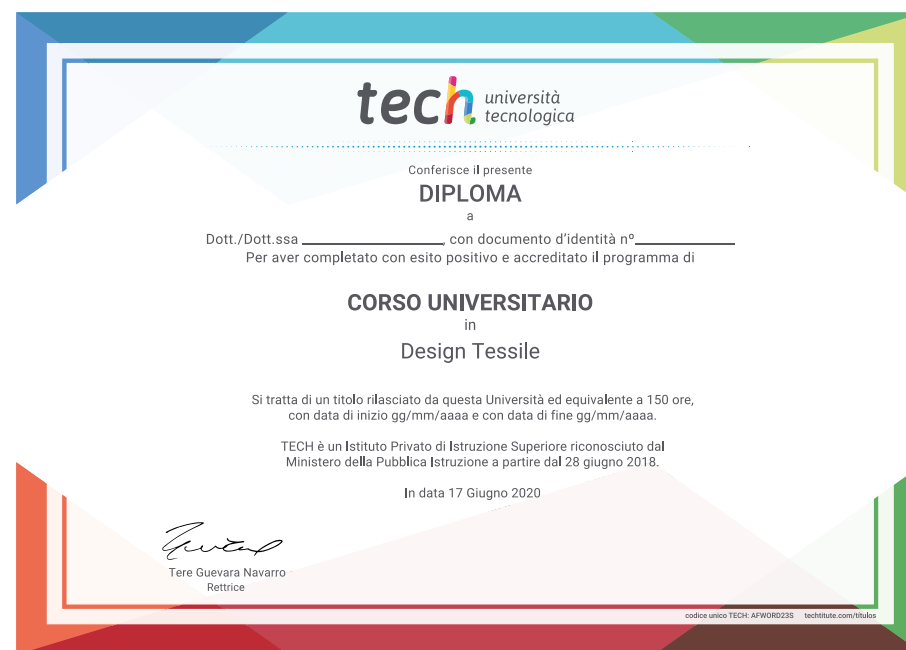 tech università
tecnologica
Conferisce il presente
DIPLOMA
a
Dott./Dott.ssa ____________________, con documento d'identità nº______________
Per aver completato con esito positivo e accreditato il programma di
CORSO UNIVERSITARIO
in
Design Tessile
Si tratta di un titolo rilasciato da questa Università ed equivalente a 150 ore,
con data di inizio gg/mm/aaaa e con data di fine gg/mm/aaaa.
TECH è un Istituto Privato di Istruzione Superiore riconosciuto dal
Ministero della Pubblica Istruzione a partire dal 28 giugno 2018.
In data 17 Giugno 2020
Tere Guevara Navarro
Rettrice
codice unico TECH: AFWORD23S techtitute.com/títulos